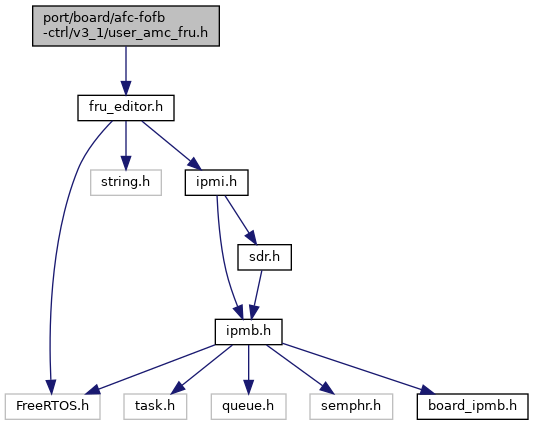 port/board/afc-fofb
-ctrl/v3_1/user_amc_fru.h
fru_editor.h
string.h
ipmi.h
sdr.h
ipmb.h
FreeRTOS.h
task.h
queue.h
semphr.h
board_ipmb.h